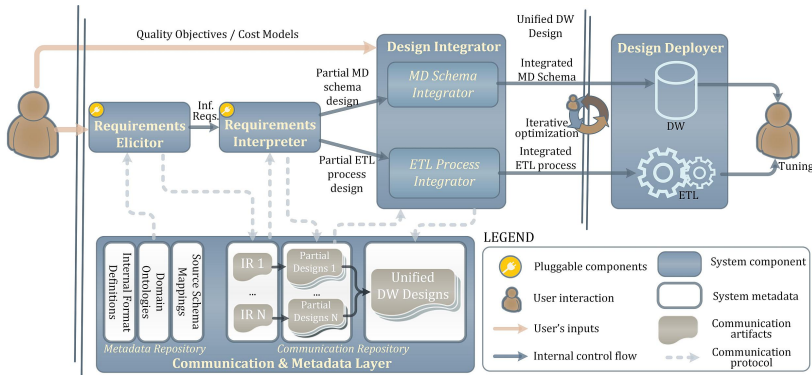 Quality Objectives / Cost Models
Unified DW
Design
Design Integrator
Design Deployer
Partial MD
schema design
MD Schema
Integrator
Integrated
MD Schema
Inf.
Reqs.
Requirements
Elicitor
Requirements
Interpreter
DW
Iterative
optimization
Partial ETL
process design
ETL Process
Integrator
Integrated
ETL process
ETL
Tuning
Internal Format
Definitions
Domain
Ontologies
Source Schema
Mappings
Metadata Repository
IR 1
...
IR N
Partial
Designs 1
...
Partial
Designs N
Unified
DW Designs
Communication Repository
Communication & Metadata Layer
LEGEND
Pluggable components
User interaction
User's inputs
Internal control flow
System component
System metadata
Communication
artifacts
Communication
protocol